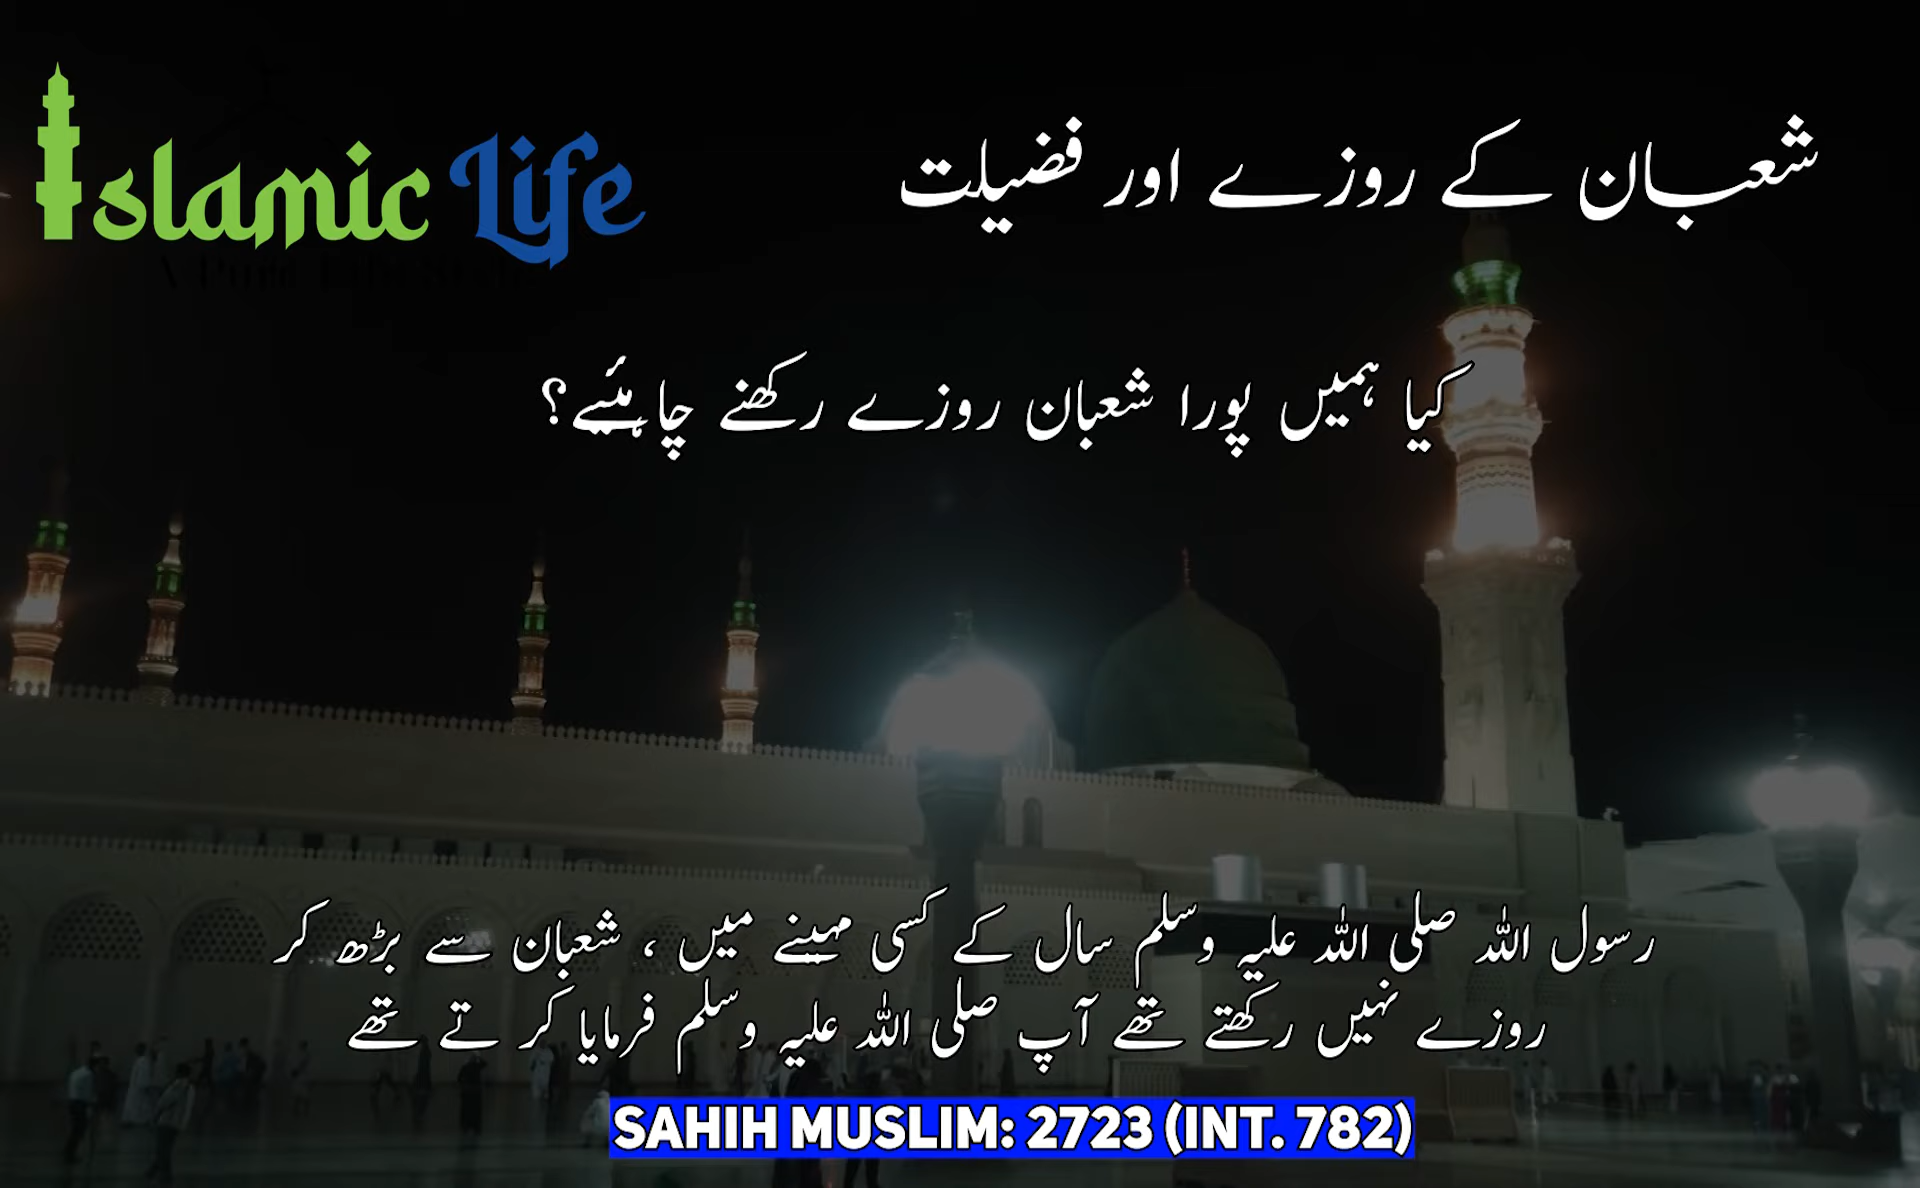 Islamic Life
شعبان کے روزے اور فضیلت
کیا ہمیں پورا شعبان روزے رکھنے چاہئیے؟
رسول اللہ صلی اللہ علیہ وسلم سال کے کسی مہینے میں ، شعبان سے بڑھ کر
روزے نہیں رکھتے تھے آپ صلی اللہ علیہ وسلم فرمایا کر تے تھے
SAHIH MUSLIM: 2723 (INT. 782)